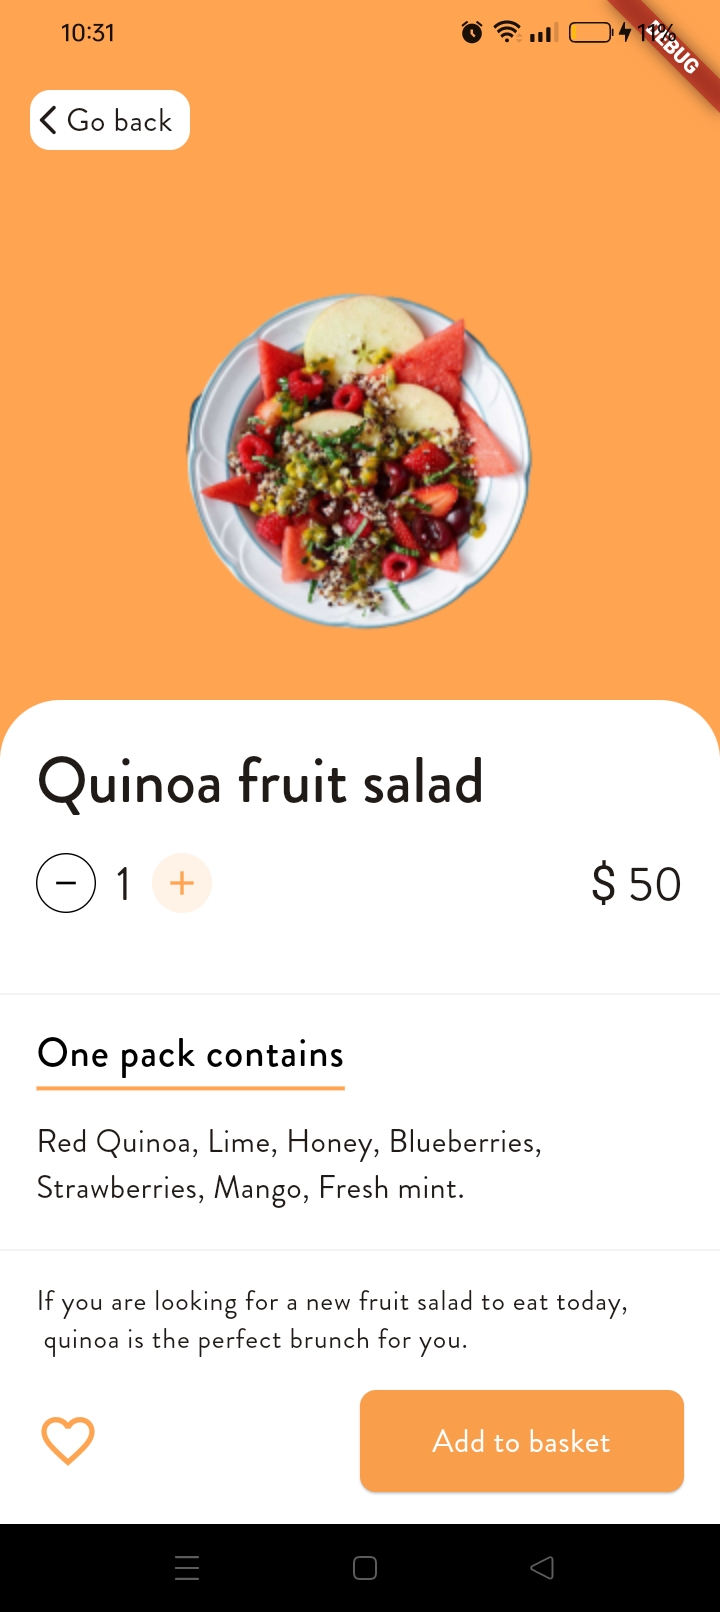 10:31
11%
DEBUG
Go back
Quinoa fruit salad
1
$ 50
One pack contains
Red Quinoa, Lime, Honey, Blueberries,
Strawberries, Mango, Fresh mint.
If you are looking for a new fruit salad to eat today,
quinoa is the perfect brunch for you.
Add to basket